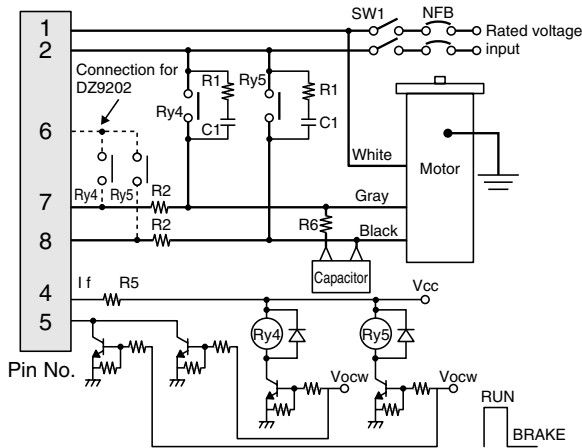 1
SW1
NFB
Rated voltage
2
input
Connection for
DZ9202
R1
Ry5
R1
Ry4
C1
C1
6
White
Motor
Ry4
Ry5
R2
7
Gray
R2
R6
Black
8
Capacitor
I f
R5
4
Vcc
5
Ry4
Ry5
Pin No.
Vocw
Vocw
RUN
BRAKE